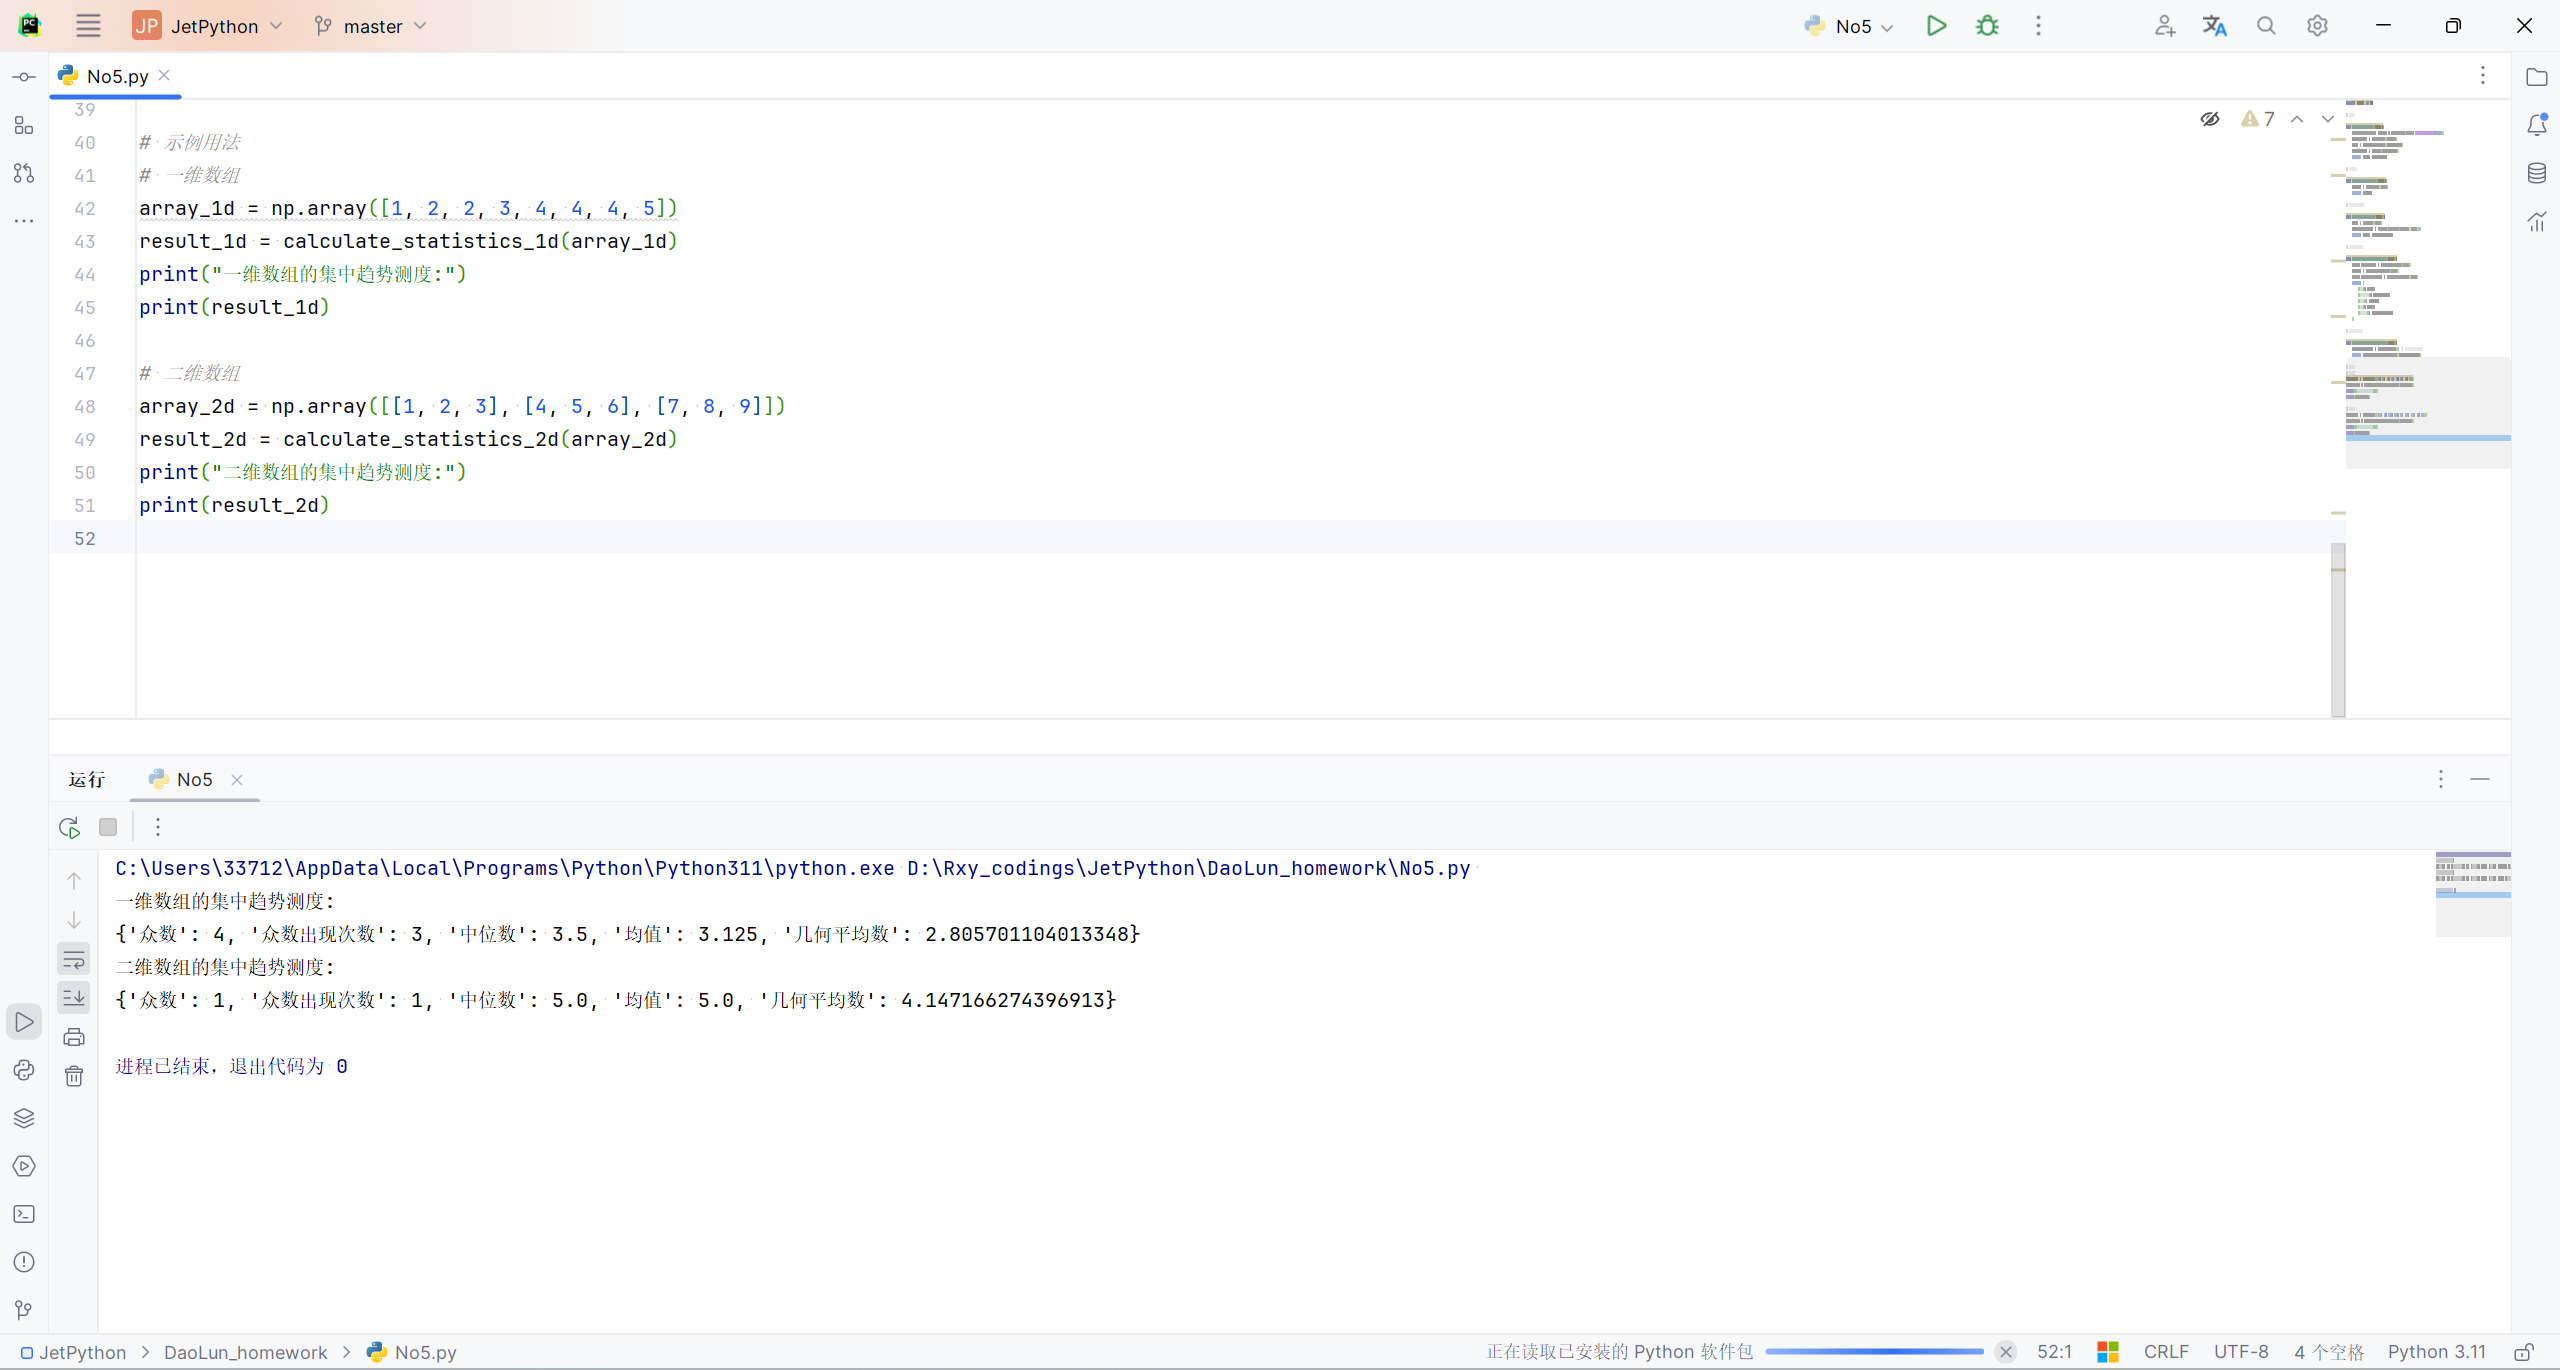 JP JetPython master No5
No5.py
7
39
40 # 示例用法
41 # 一维数组
42 array_1d = np.array([1, 2, 2, 3, 4, 4, 4, 5])
43 result_1d = calculate_statistics_1d(array_1d)
44 print("一维数组的集中趋势测度:")
45 print(result_1d)
46
47 # 二维数组
48 array_2d = np.array([[1, 2, 3], [4, 5, 6], [7, 8, 9]])
49 result_2d = calculate_statistics_2d(array_2d)
50 print("二维数组的集中趋势测度:")
51 print(result_2d)
52
运行 No5
C:\Users\33712\AppData\Local\Programs\Python\Python311\python.exe D:\Rxy_codings\JetPython\DaoLun_homework\No5.py
一维数组的集中趋势测度:
{'众数': 4, '众数出现次数': 3, '中位数': 3.5, '均值': 3.125, '几何平均数': 2.805701104013348}
二维数组的集中趋势测度:
{'众数': 1, '众数出现次数': 1, '中位数': 5.0, '均值': 5.0, '几何平均数': 4.147166274396913}
进程已结束，退出代码为 0
JetPython > DaoLun_homework > No5.py 正在读取已安装的 Python 软件包 52:1 CRLF UTF-8 4 个空格 Python 3.11